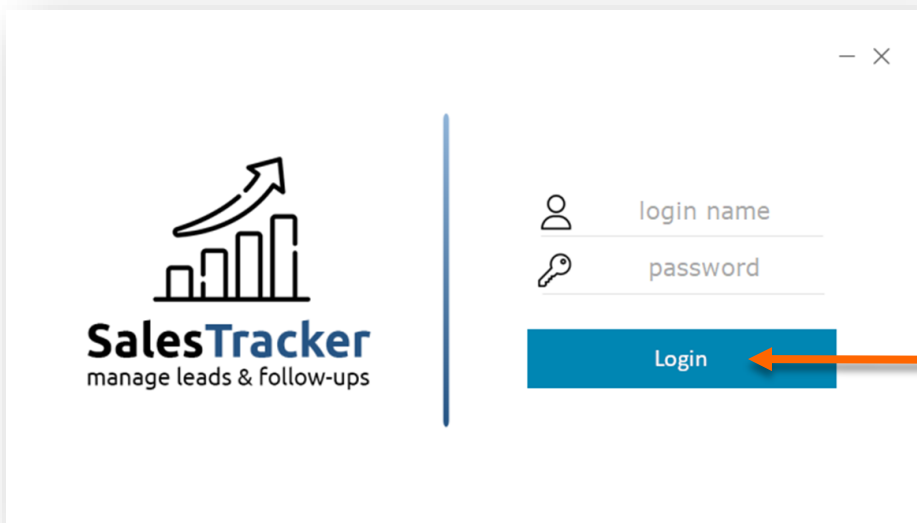 SalesTracker
manage leads & follow-ups
login name
password
Login